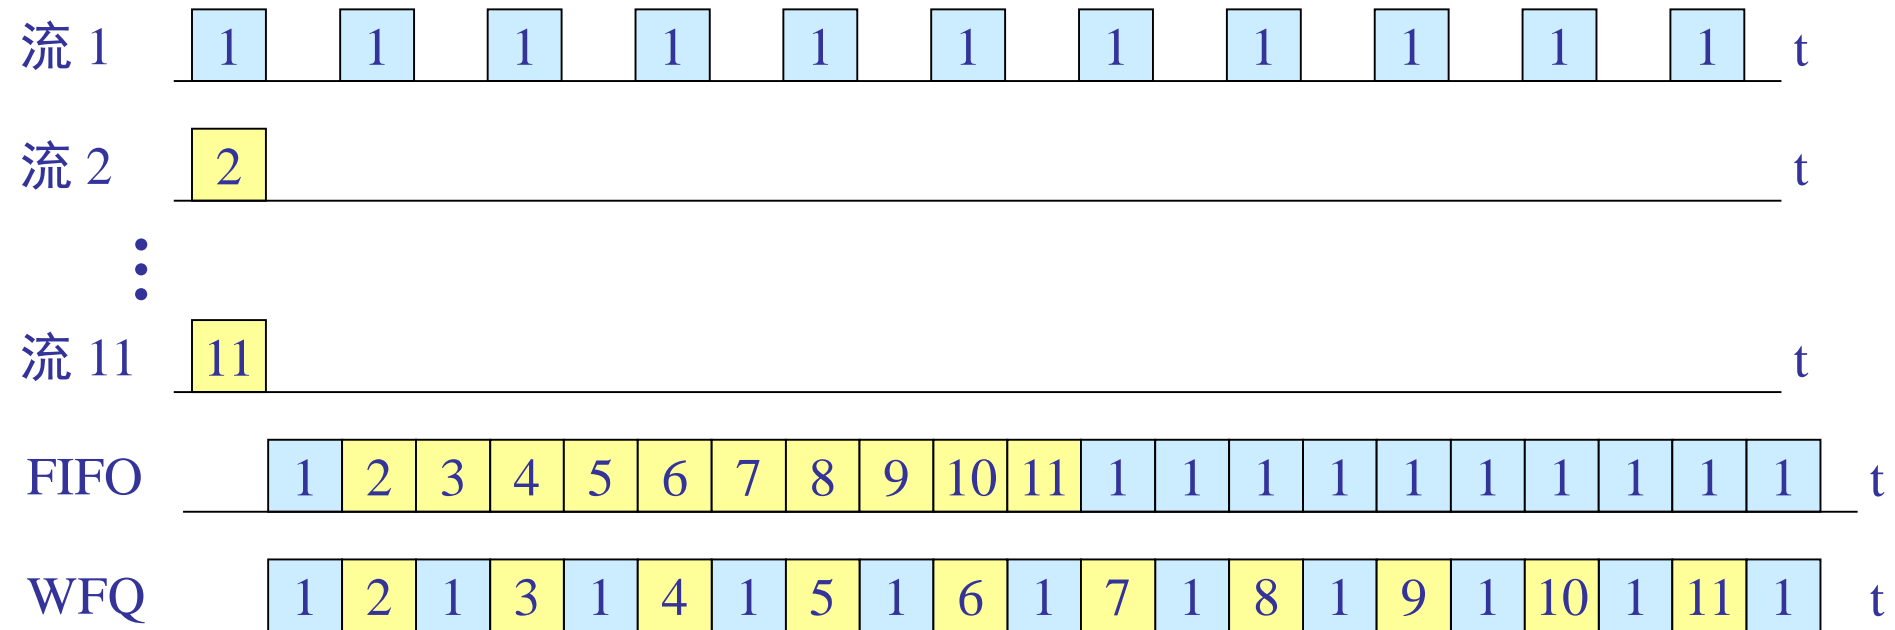 流 1 1 1 1 1 1 1 1 1 1 1 1 t
流 2 2 t
流 11 11 t
FIFO 1 2 3 4 5 6 7 8 9 10 11 1 1 1 1 1 1 1 1 1 1 t
WFQ 1 2 1 3 1 4 1 5 1 6 1 7 1 8 1 9 1 10 1 11 1 t